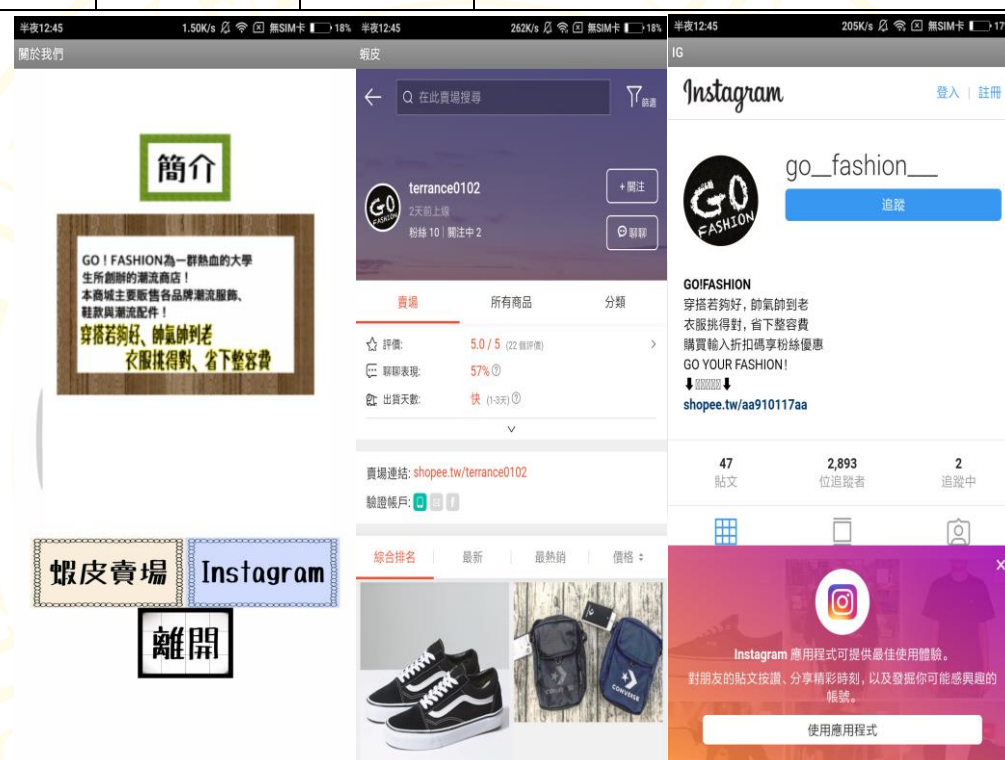 半夜12:45
1.50K/s
無SIM卡
18%
關於我們
簡介
GO！FASHION為一群熱血的大學
生所創辦的潮流商店！
本商城主要販售各品牌潮流服飾、
鞋款與潮流配件！
穿搭若夠好、帥氣帥到老
衣服挑得對、省下整容費
蝦皮賣場
Instagram
離開
半夜12:45
262K/s
無SIM卡
18%
蝦皮
在此賣場搜尋
篩選
GO
FASHION
terrance0102
2天前上線
粉絲 10 | 關注中 2
+關注
聊聊
賣場
所有商品
分類
評價:
5.0 / 5 (22 個評價)
聊聊表現:
57%
出貨天數:
快 (1-3天)
賣場連結: shopee.tw/terrance0102
驗證帳戶:
綜合排名
最新
最熱銷
價格
CONVERSE
半夜12:45
205K/s
無SIM卡
17%
IG
Instagram
登入 | 註冊
GO
FASHION
go__fashion___
追蹤
GO!FASHION
穿搭若夠好, 帥氣帥到老
衣服挑得對, 省下整容費
購買輸入折扣碼享粉絲優惠
GO YOUR FASHION!
shopee.tw/aa910117aa
47
貼文
2,893
位追蹤者
2
追蹤中
Instagram 應用程式可提供最佳使用體驗。
對朋友的貼文按讚、分享精彩時刻, 以及發掘你可能感興趣的
帳號。
使用應用程式